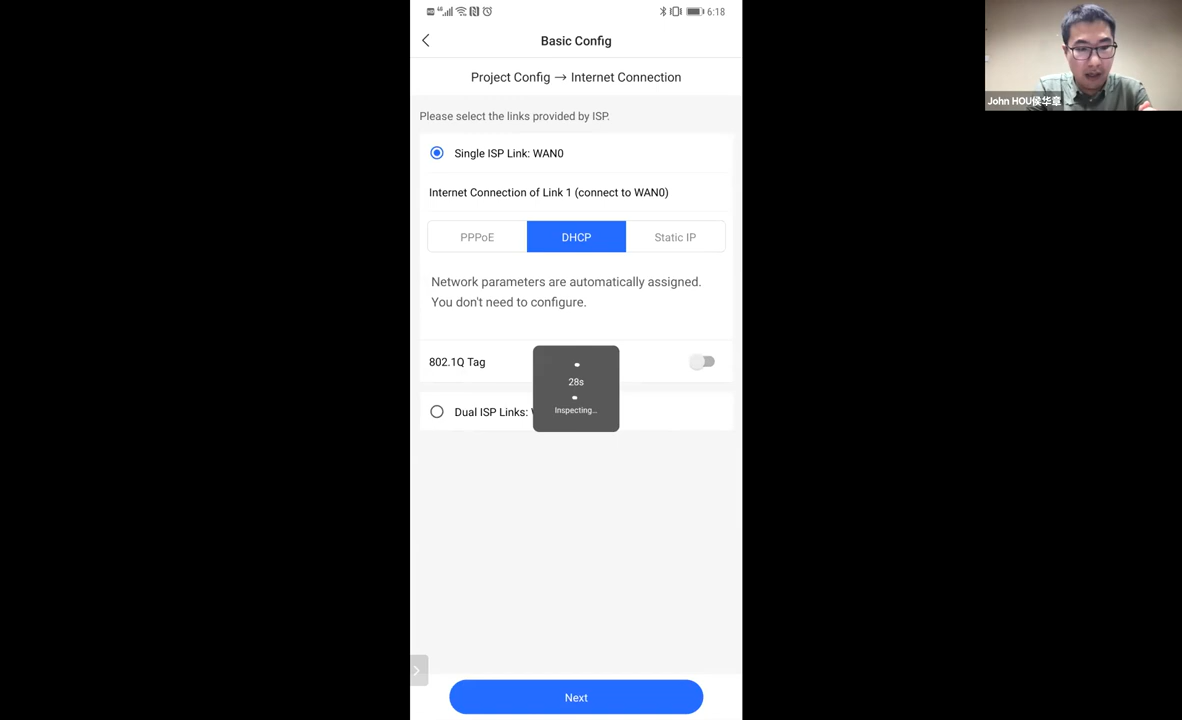 6:18
Basic Config
Project Config → Internet Connection
Please select the links provided by ISP.
Single ISP Link: WAN0
Internet Connection of Link 1 (connect to WAN0)
PPPoE DHCP Static IP
Network parameters are automatically assigned.
You don't need to configure.
802.1Q Tag
28s
Inspecting...
Dual ISP Links:
Next
John HOU侯华章